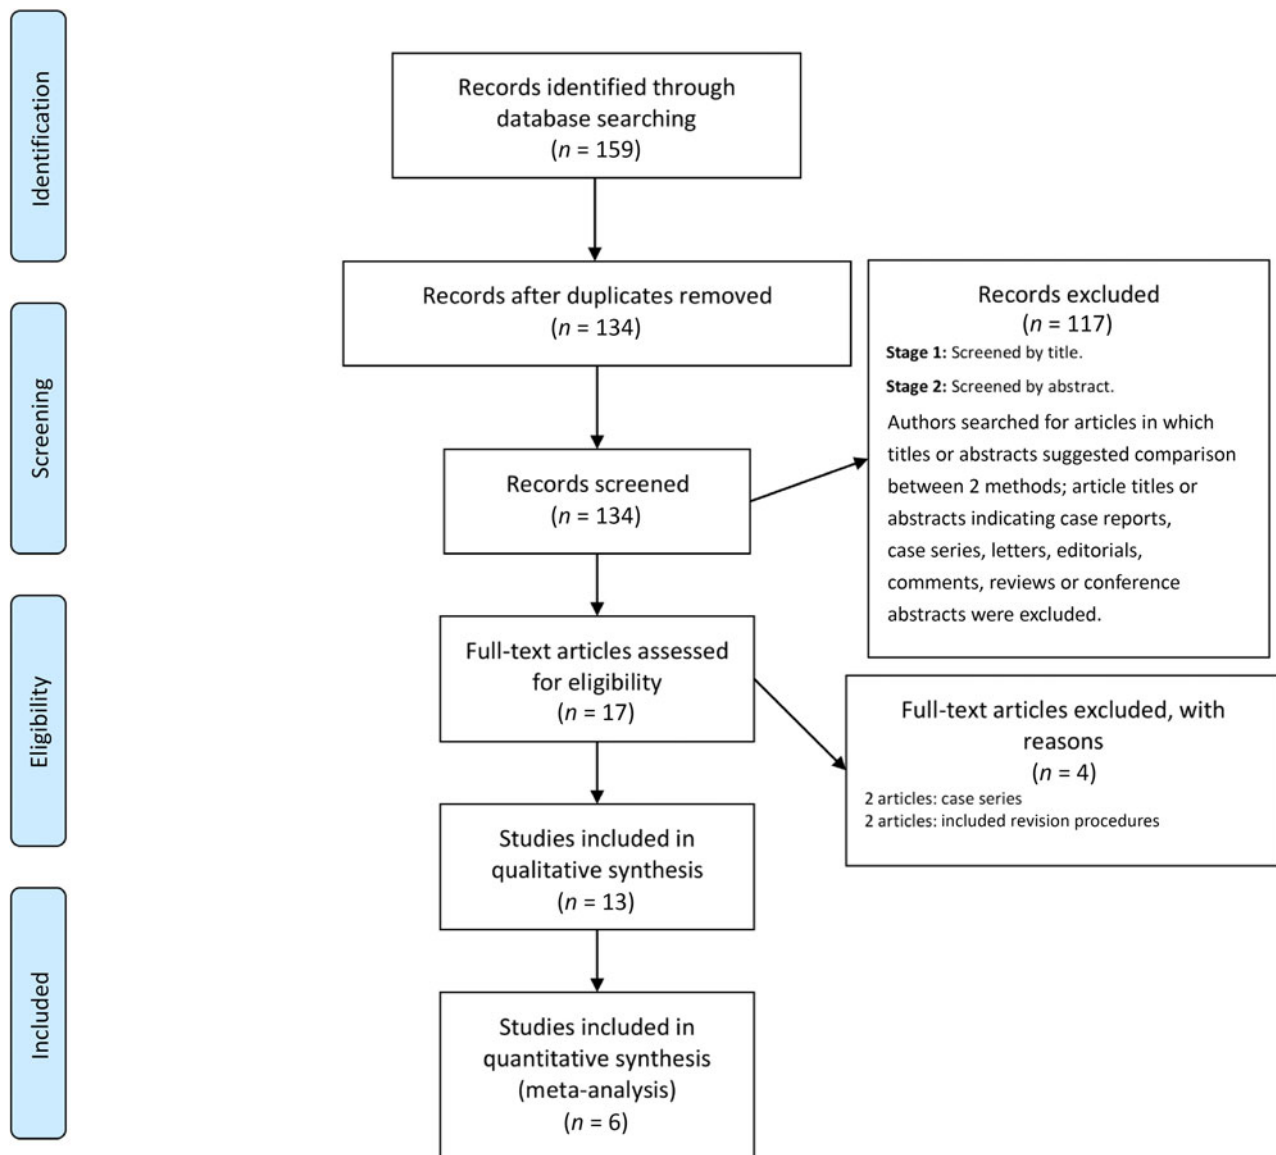 Identification
Records identified through
database searching
(n = 159)
Records after duplicates removed
(n = 134)
Records excluded
(n = 117)
Stage 1: Screened by title.
Stage 2: Screened by abstract.
Authors searched for articles in which
titles or abstracts suggested comparison
between 2 methods; article titles or
abstracts indicating case reports,
case series, letters, editorials,
comments, reviews or conference
abstracts were excluded.
Screening
Records screened
(n = 134)
Eligibility
Full-text articles assessed
for eligibility
(n = 17)
Full-text articles excluded, with
reasons
(n = 4)
2 articles: case series
2 articles: included revision procedures
Studies included in
qualitative synthesis
(n = 13)
Included
Studies included in
quantitative synthesis
(meta-analysis)
(n = 6)